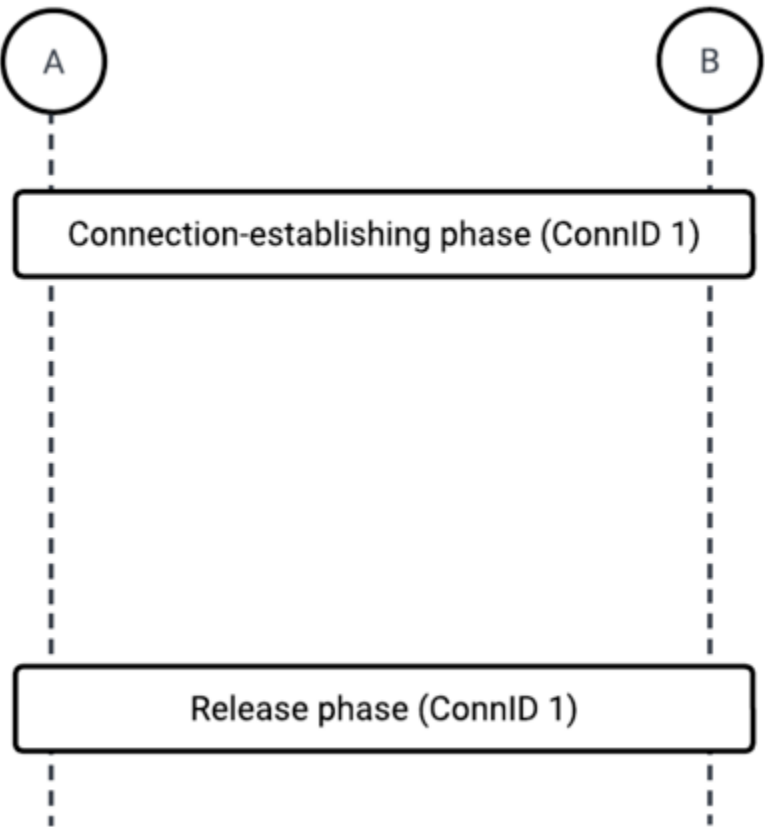 A
B
Connection-establishing phase (ConnID 1)
Release phase (ConnID 1)